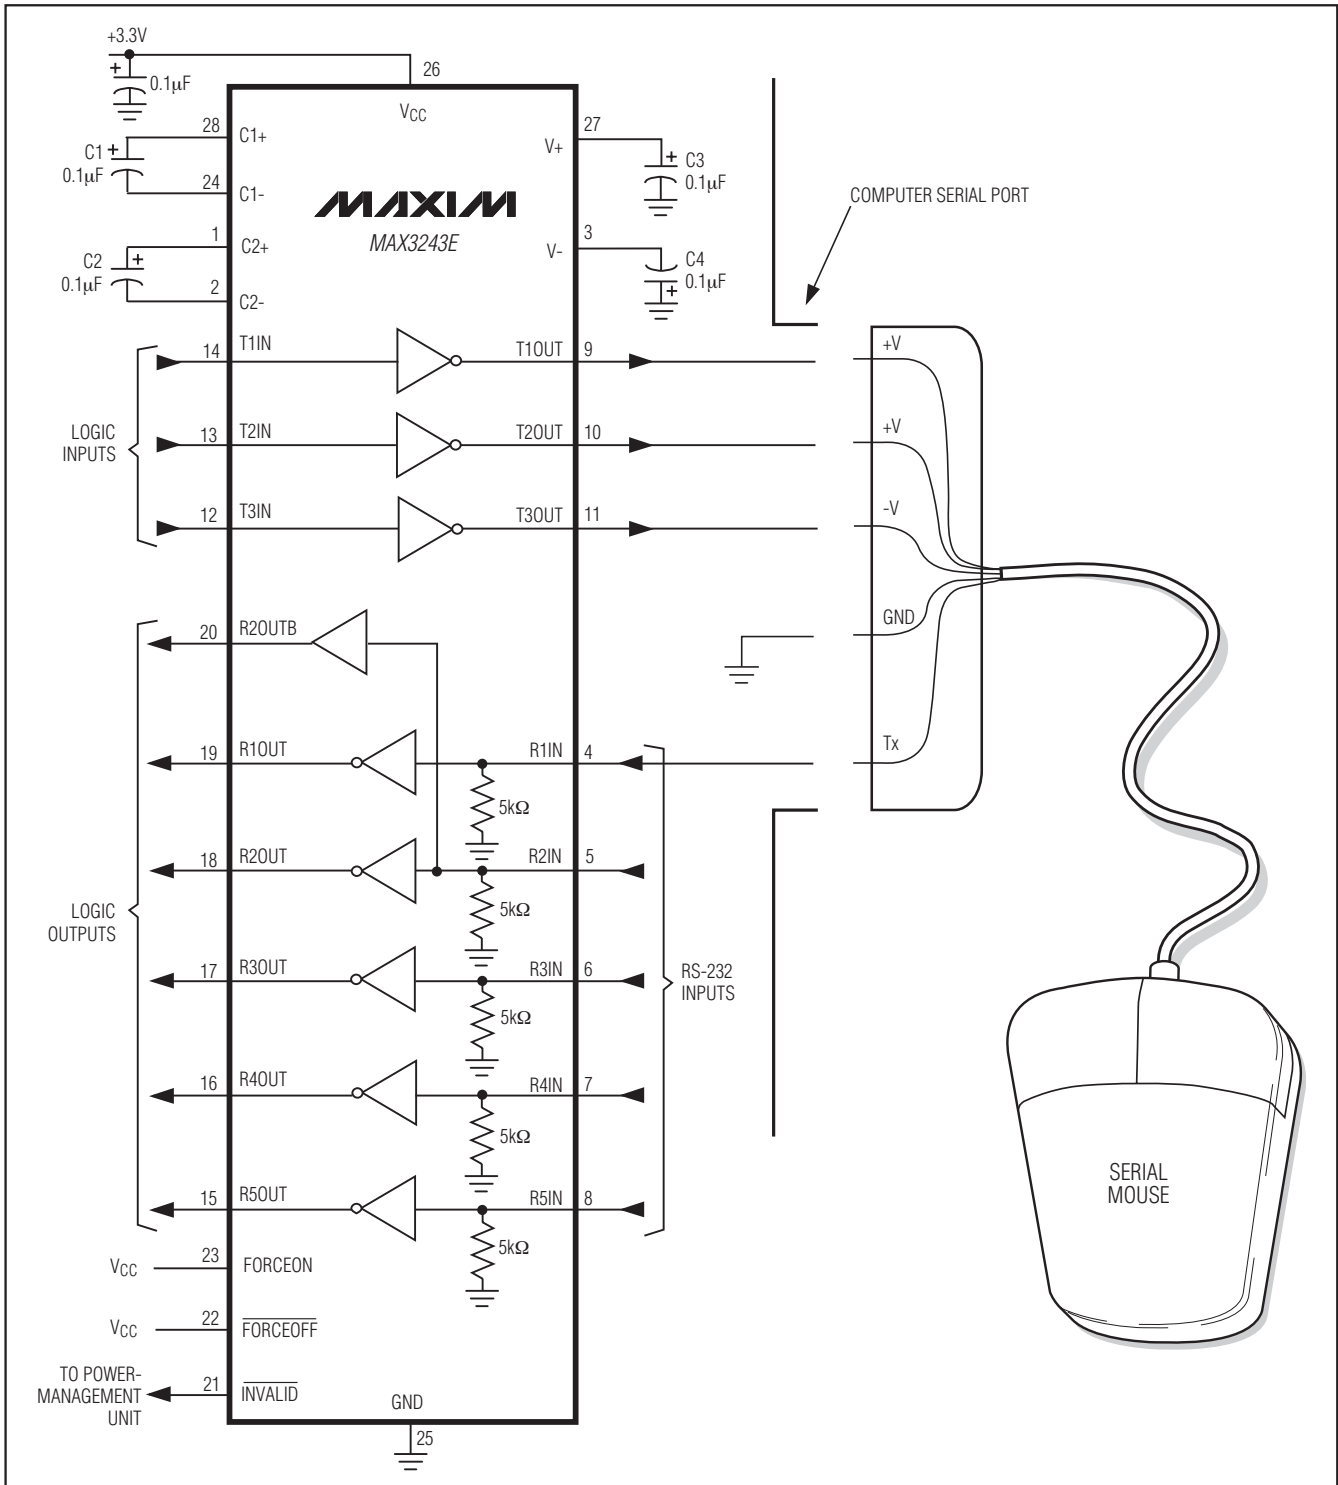 +3.3V
26
0.1µF
VCC
28
C1+
27
V+
C1
0.1µF
C3
0.1µF
24
C1-
MAXIM
MAX3243E
COMPUTER SERIAL PORT
1
C2+
3
V-
C2
0.1µF
C4
0.1µF
2
C2-
14
T1IN
T1OUT
9
+V
LOGIC
INPUTS
13
T2IN
T2OUT
10
+V
12
T3IN
T3OUT
11
-V
20
R2OUTB
GND
19
R1OUT
R1IN
4
Tx
5kΩ
18
R2OUT
R2IN
5
5kΩ
LOGIC
OUTPUTS
17
R3OUT
R3IN
6
RS-232
INPUTS
5kΩ
16
R4OUT
R4IN
7
5kΩ
15
R5OUT
R5IN
8
5kΩ
SERIAL
MOUSE
VCC
23
FORCEON
VCC
22
FORCEOFF
TO POWER-
MANAGEMENT
UNIT
21
INVALID
GND
25